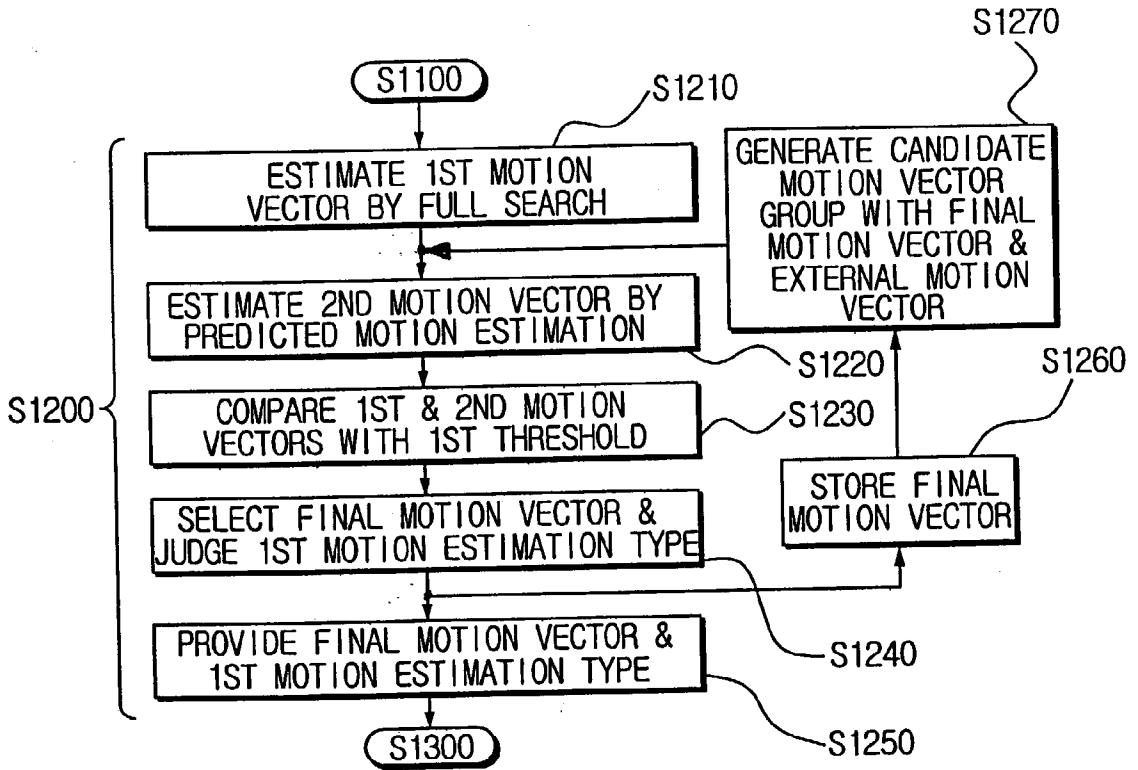 S1270
S1100
S1210
ESTIMATE 1ST MOTION
VECTOR BY FULL SEARCH
GENERATE CANDIDATE
MOTION VECTOR
GROUP WITH FINAL
MOTION VECTOR &
EXTERNAL MOTION
VECTOR
ESTIMATE 2ND MOTION VECTOR BY
PREDICTED MOTION ESTIMATION
S1220
S1260
S1200
COMPARE 1ST & 2ND MOTION
VECTORS WITH 1ST THRESHOLD
S1230
STORE FINAL
MOTION VECTOR
SELECT FINAL MOTION VECTOR &
JUDGE 1ST MOTION ESTIMATION TYPE
S1240
PROVIDE FINAL MOTION VECTOR &
1ST MOTION ESTIMATION TYPE
S1250
S1300